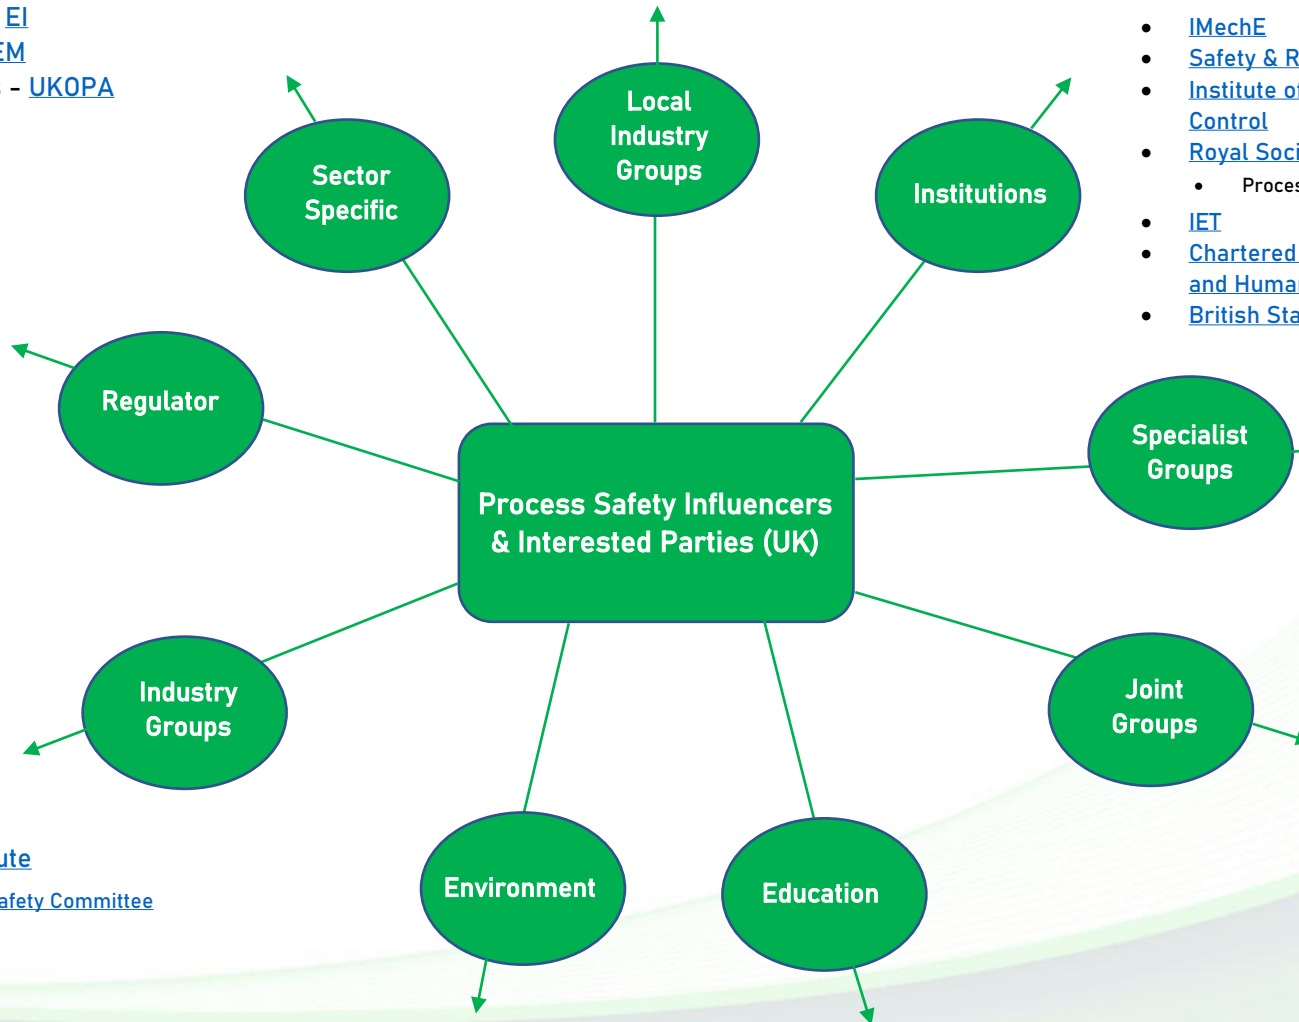 EI
EM
- UKOPA
Local
Industry
Groups
Sector
Specific
Institutions
• IMechE
• Safety & R
• Institute of
Control
• Royal Soci
• Proces
• IET
• Chartered
and Human
• British Sta
Regulator
Specialist
Groups
Process Safety Influencers
& Interested Parties (UK)
Industry
Groups
Joint
Groups
ute
afety Committee
Environment
Education